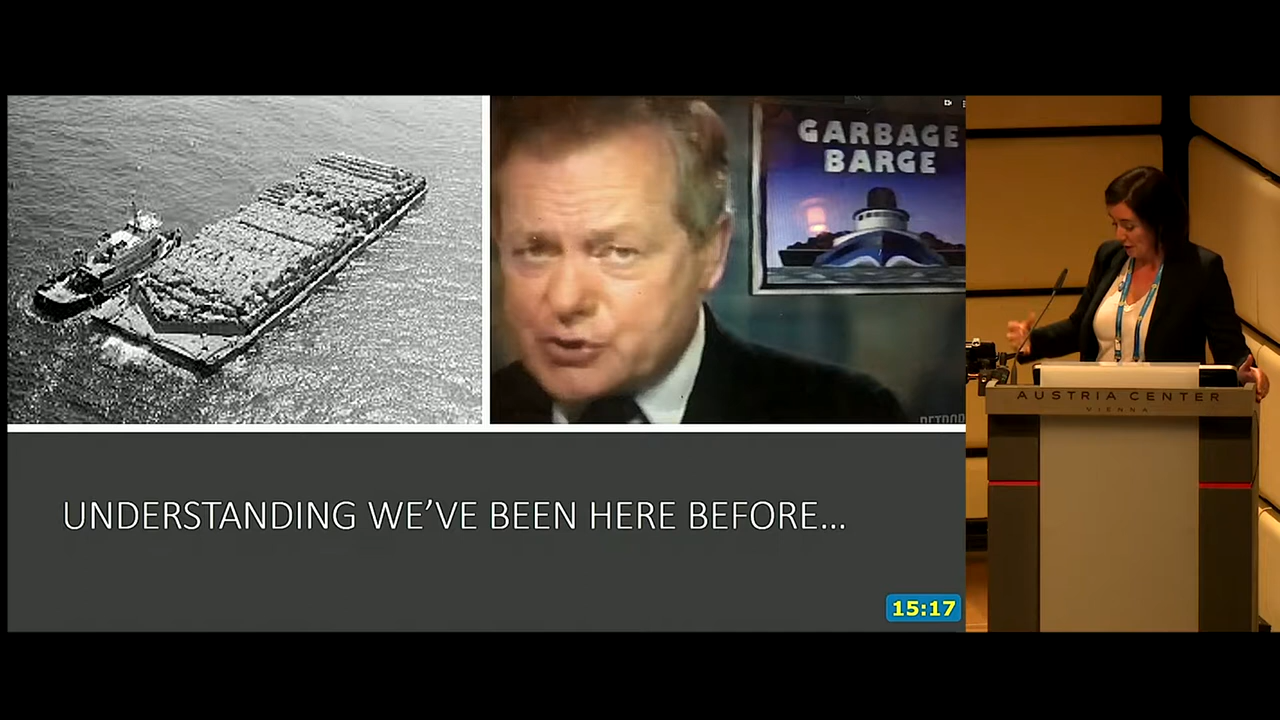 GARBAGE
BARGE
UNDERSTANDING WE’VE BEEN HERE BEFORE…
15:17
AUSTRIA CENTER
VIENNA